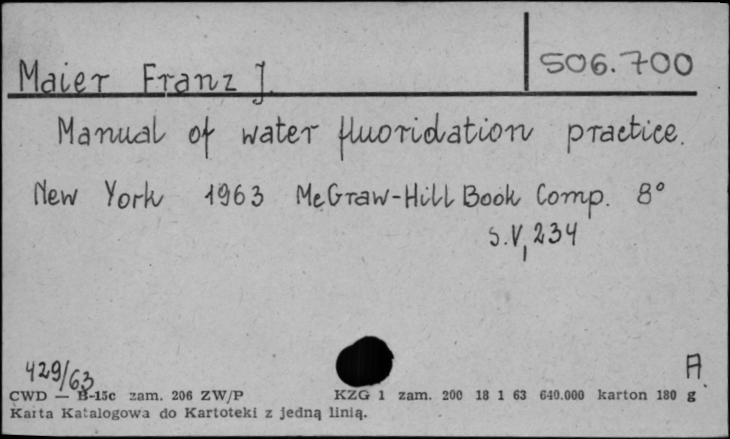 506.700
Maier Franz J.
Manual of water fluoridation practice.
New York 1963 McGraw-Hill Book Comp. 8°
S.V, 234
429/63
A
CWD — B-15c zam. 206 ZW/P KZG 1 zam. 200 18 1 63 640.000 karton 180 g
Karta Katalogowa do Kartoteki z jedną linią.